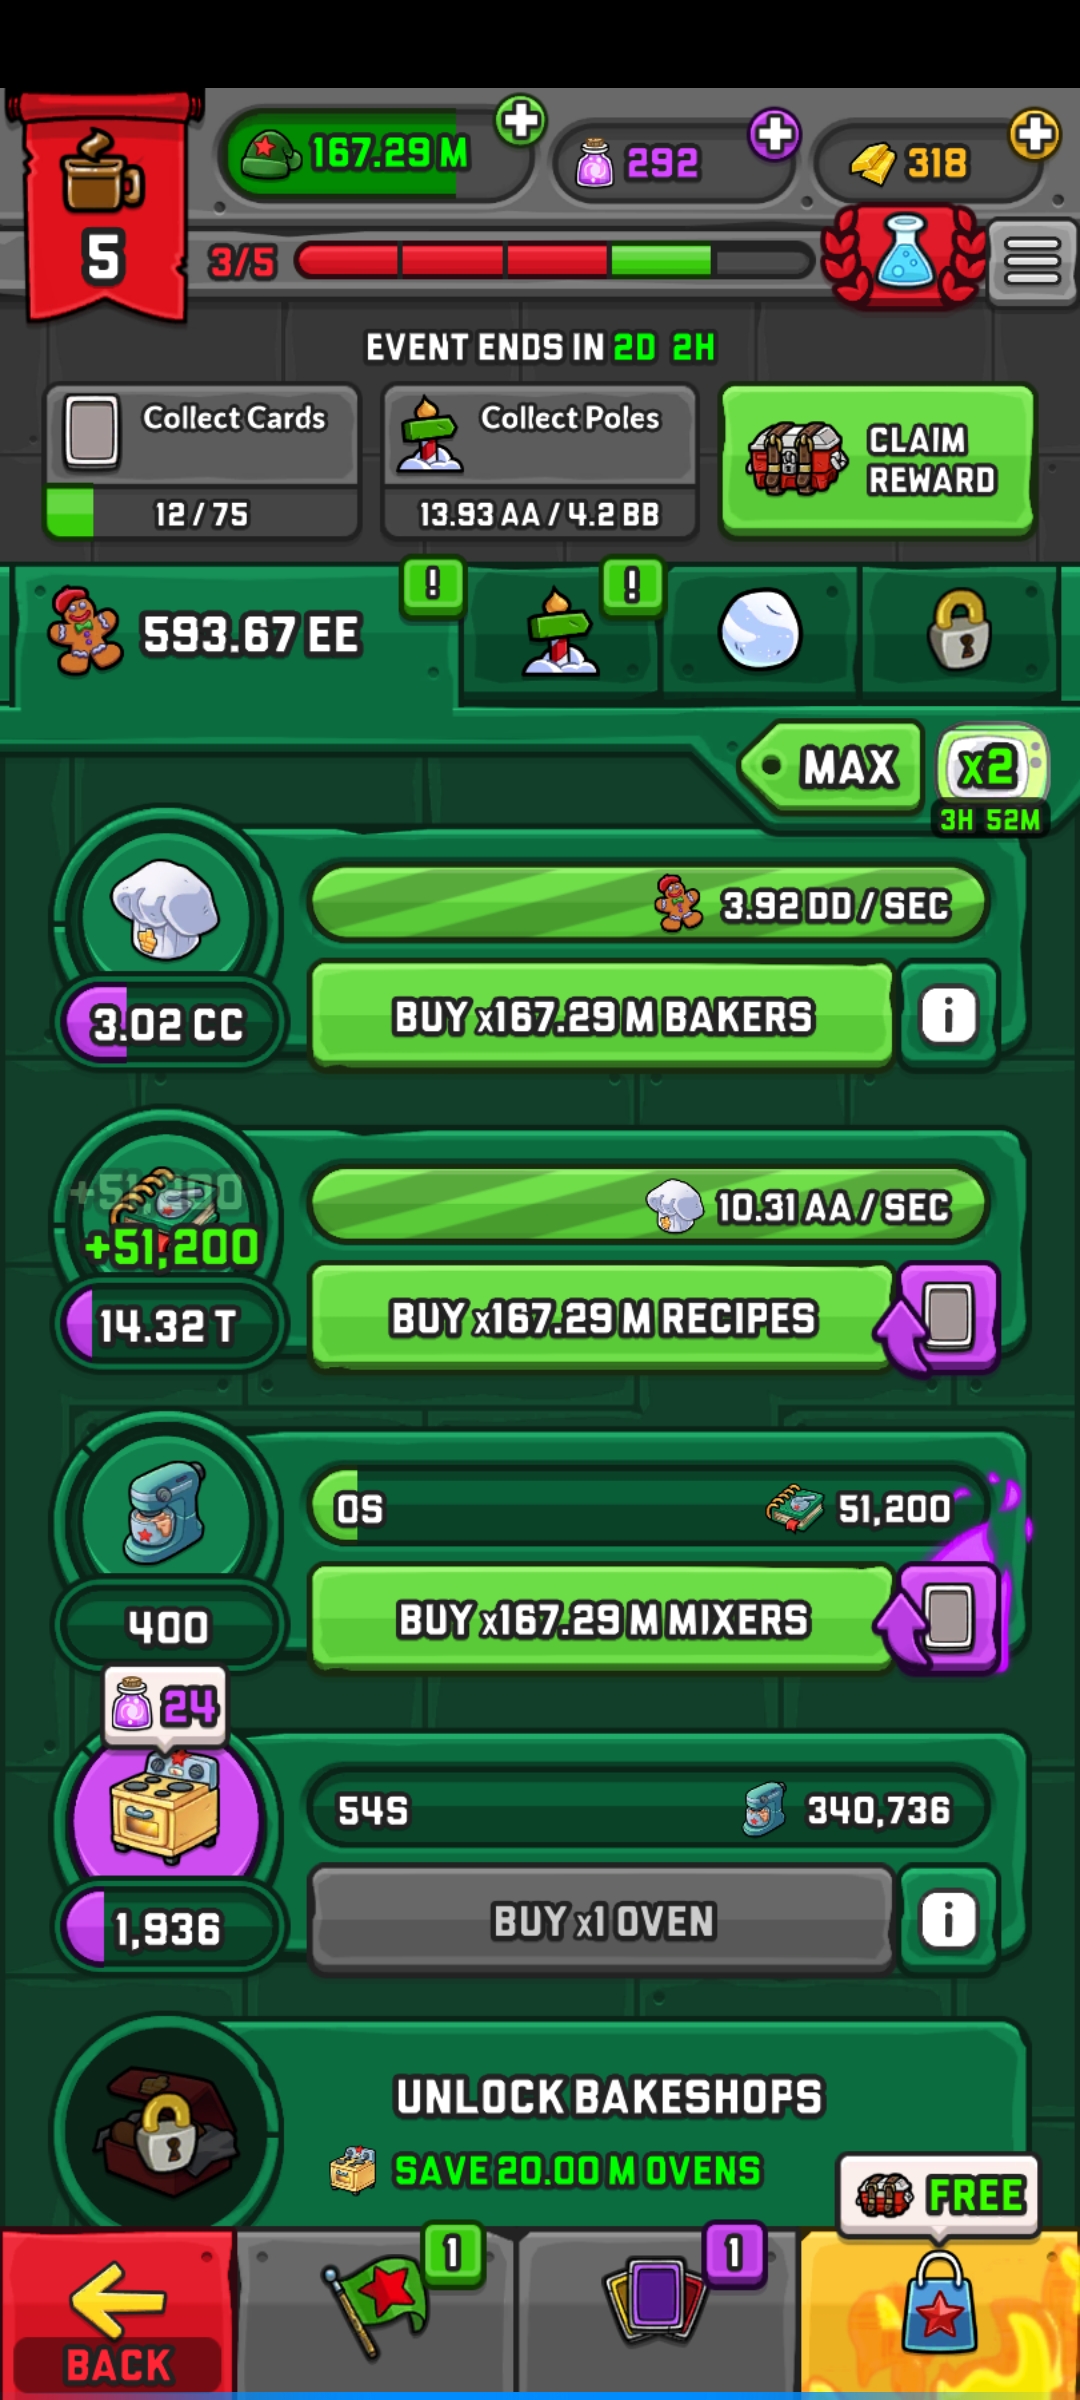 167.29 M
292
318
5
3/5
EVENT ENDS IN 2D 2H
Collect Cards
12 / 75
Collect Poles
13.93 AA / 4.2 BB
CLAIM
REWARD
!
!
593.67 EE
MAX
x2
3H 52M
3.92 DD / SEC
3.02 CC
BUY x167.29 M BAKERS
i
+51,200
+51,200
10.31 AA / SEC
14.32 T
BUY x167.29 M RECIPES
0S
51,200
400
BUY x167.29 M MIXERS
24
54S
340,736
1,936
BUY x1 OVEN
i
UNLOCK BAKESHOPS
SAVE 20.00 M OVENS
FREE
1
1
BACK